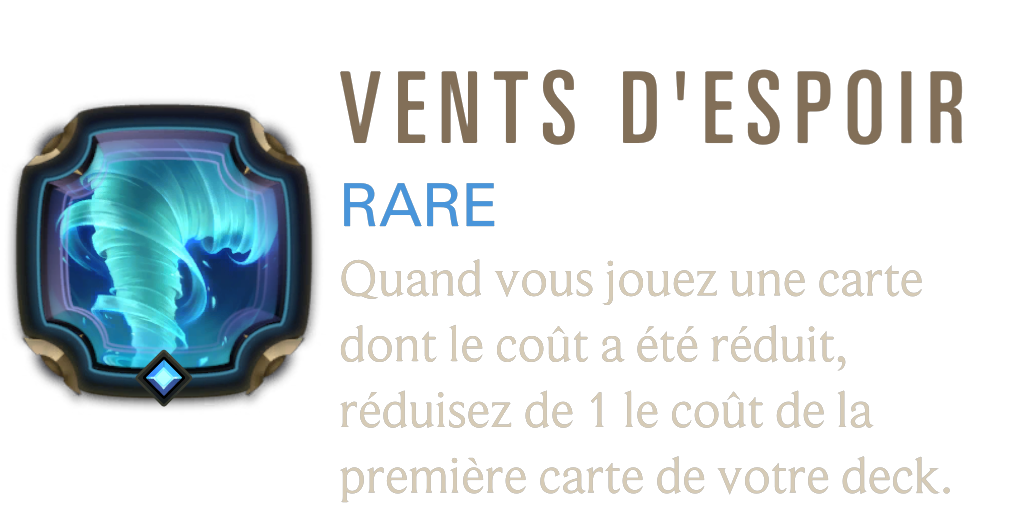 VENTS D'ESPOIR
RARE
Quand vous jouez une carte
dont le coût a été réduit,
réduisez de 1 le coût de la
première carte de votre deck.